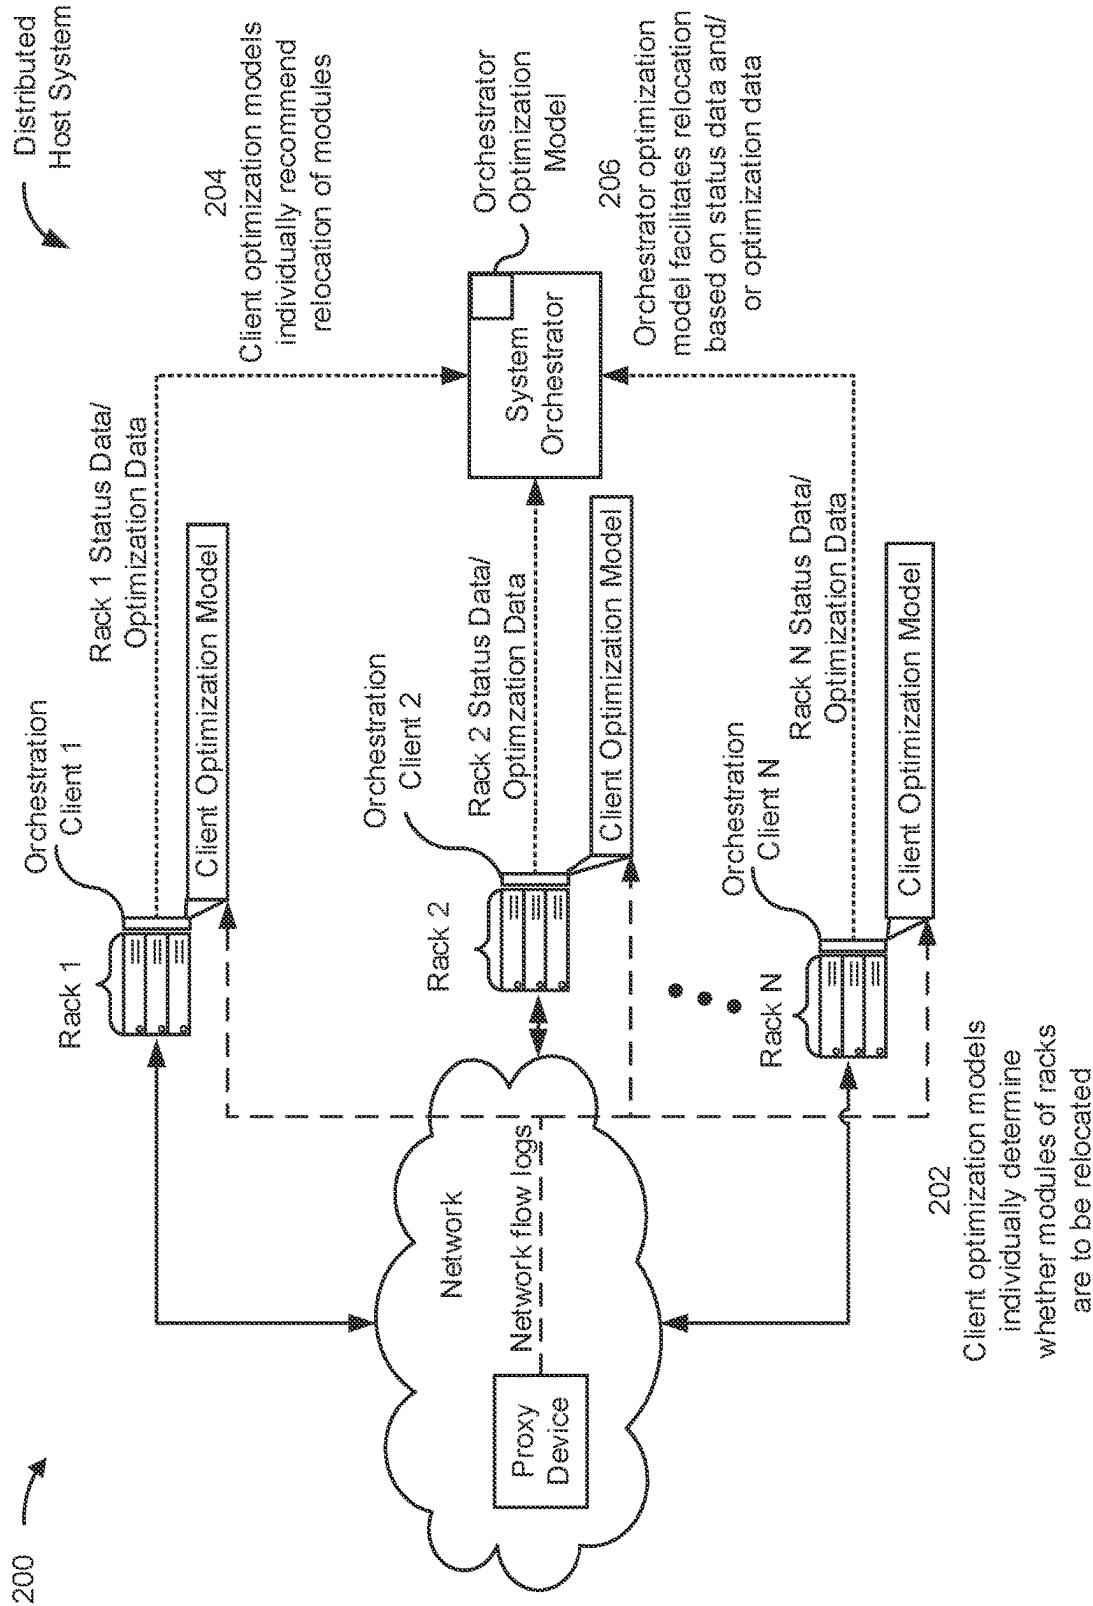 200
Distributed
Host System
Rack 1
Orchestration
Client 1
Rack 1 Status Data/
Optimization Data
Client Optimization Model
204
Client optimization models
individually recommend
relocation of modules
Network
Proxy
Device
Network flow logs
Rack 2
Orchestration
Client 2
Rack 2 Status Data/
Optimzation Data
Client Optimization Model
System
Orchestrator
Orchestrator
Optimization
Model
206
Orchestrator optimization
model facilitates relocation
based on status data and/
or optimization data
Rack N
Orchestration
Client N
Rack N Status Data/
Optimization Data
Client Optimization Model
202
Client optimization models
individually determine
whether modules of racks
are to be relocated